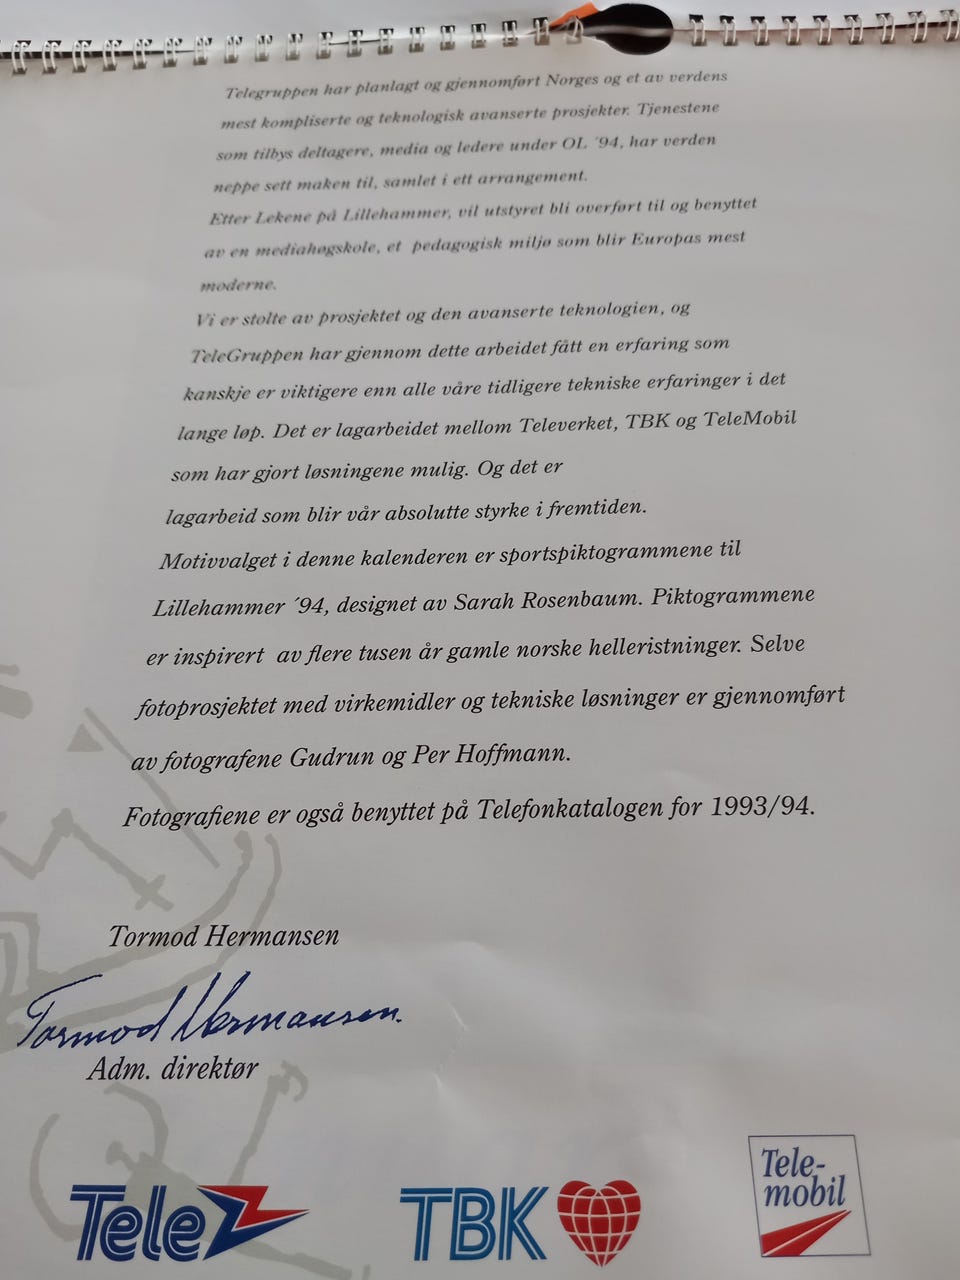 Telegruppen har planlagt og gjennomført Norges og et av verdens
mest kompliserte og teknologisk avanserte prosjekter. Tjenestene
som tilbys deltagere, media og ledere under OL ´94, har verden
neppe sett maken til, samlet i ett arrangement.
Etter Lekene på Lillehammer, vil utstyret bli overført til og benyttet
av en mediahøgskole, et pedagogisk miljø som blir Europas mest
moderne.
Vi er stolte av prosjektet og den avanserte teknologien, og
TeleGruppen har gjennom dette arbeidet fått en erfaring som
kanskje er viktigere enn alle våre tidligere tekniske erfaringer i det
lange løp. Det er lagarbeidet mellom Televerket, TBK og TeleMobil
som har gjort løsningene mulig. Og det er
lagarbeid som blir vår absolutte styrke i fremtiden.
Motivvalget i denne kalenderen er sportspiktogrammene til
Lillehammer ´94, designet av Sarah Rosenbaum. Piktogrammene
er inspirert av flere tusen år gamle norske helleristninger. Selve
fotoprosjektet med virkemidler og tekniske løsninger er gjennomført
av fotografene Gudrun og Per Hoffmann.
Fotografiene er også benyttet på Telefonkatalogen for 1993/94.
Tormod Hermansen
Tormod Hermansen
Adm. direktør
Tele
TBK
Tele-
mobil